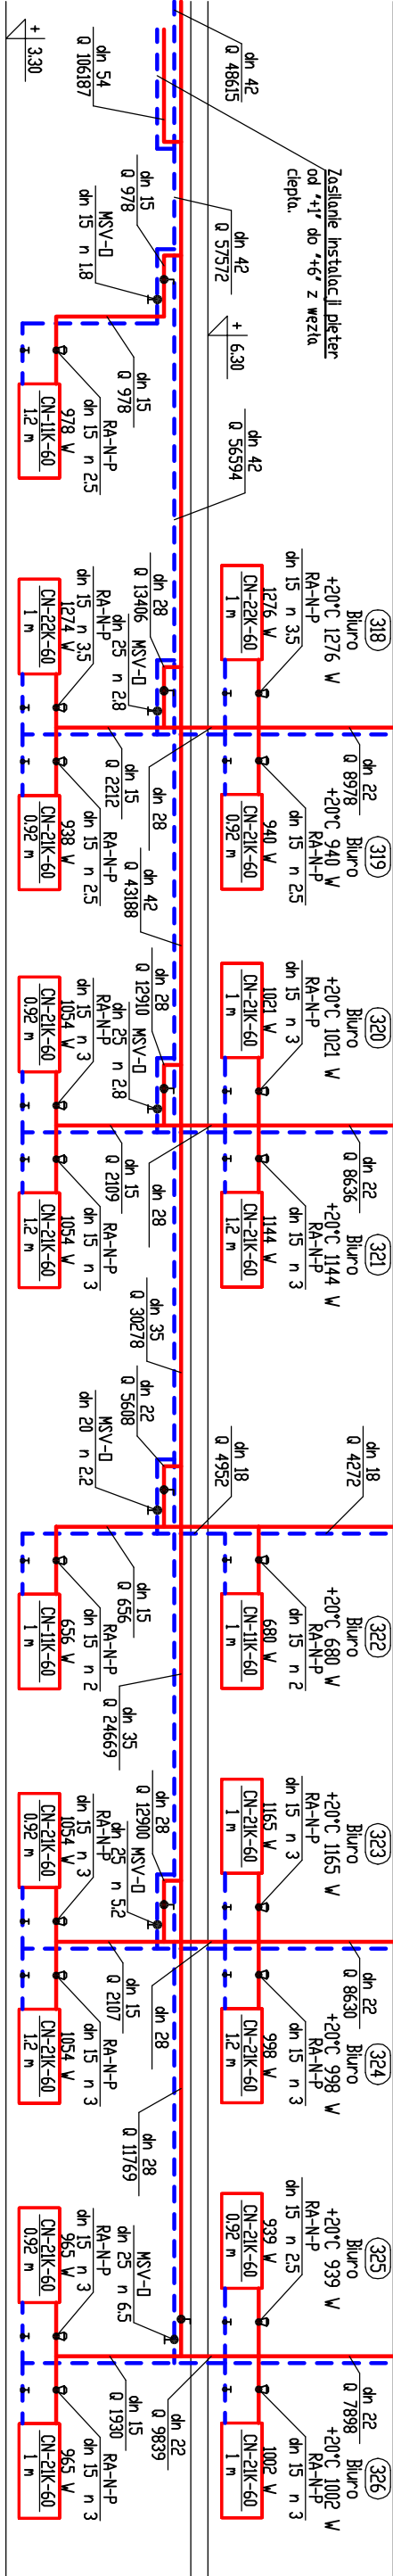 Zasilanie instalacji pięter
od "+1" do "+6" z węzła
ciepła.
dn 42
Q 48615
dn 54
Q 106187
+
3.30
dn 42
Q 57572
dn 15
Q 978
MSV-D
dn 15 n 1.8
+ 6.30
dn 15
Q 978
RA-N-P
dn 15 n 2.5
978 W
CN-11K-60
1.2 m
dn 42
Q 56594
318
Biuro
+20°C 1276 W
RA-N-P
dn 15 n 3.5
1276 W
CN-22K-60
1 m
dn 28
Q 13406
MSV-D
dn 25 n 2.8
RA-N-P
dn 15 n 3.5
1274 W
CN-22K-60
1 m
dn 22
Q 8978
319
Biuro
+20°C 940 W
RA-N-P
dn 15 n 2.5
940 W
CN-21K-60
0.92 m
dn 28
dn 15
Q 2212
RA-N-P
dn 15 n 2.5
938 W
CN-21K-60
0.92 m
dn 42
Q 43188
320
Biuro
+20°C 1021 W
RA-N-P
dn 15 n 3
1021 W
CN-21K-60
1 m
dn 28
Q 12910
MSV-D
dn 25 n 2.8
RA-N-P
dn 15 n 3
1054 W
CN-21K-60
0.92 m
dn 22
Q 8636
321
Biuro
+20°C 1144 W
RA-N-P
dn 15 n 3
1144 W
CN-21K-60
1.2 m
dn 28
dn 15
Q 2109
RA-N-P
dn 15 n 3
1054 W
CN-21K-60
1.2 m
dn 35
Q 30278
dn 22
Q 5608
MSV-D
dn 20 n 2.2
dn 18
Q 4952
dn 18
Q 4272
322
Biuro
+20°C 680 W
RA-N-P
dn 15 n 2
680 W
CN-11K-60
1 m
dn 15
Q 656
RA-N-P
dn 15 n 2
656 W
CN-11K-60
1 m
dn 35
Q 24669
323
Biuro
+20°C 1165 W
RA-N-P
dn 15 n 3
1165 W
CN-21K-60
1 m
dn 28
Q 12900
MSV-D
dn 25 n 5.2
RA-N-P
dn 15 n 3
1054 W
CN-21K-60
0.92 m
dn 22
Q 8630
324
Biuro
+20°C 998 W
RA-N-P
dn 15 n 3
998 W
CN-21K-60
1.2 m
dn 28
dn 15
Q 2107
RA-N-P
dn 15 n 3
1054 W
CN-21K-60
1.2 m
dn 28
Q 11769
325
Biuro
+20°C 939 W
RA-N-P
dn 15 n 2.5
939 W
CN-21K-60
0.92 m
MSV-D
dn 25 n 6.5
RA-N-P
dn 15 n 3
965 W
CN-21K-60
0.92 m
dn 22
Q 7898
326
Biuro
+20°C 1002 W
RA-N-P
dn 15 n 3
1002 W
CN-21K-60
1 m
dn 22
Q 9839
dn 15
Q 1930
RA-N-P
dn 15 n 3
965 W
CN-21K-60
1 m